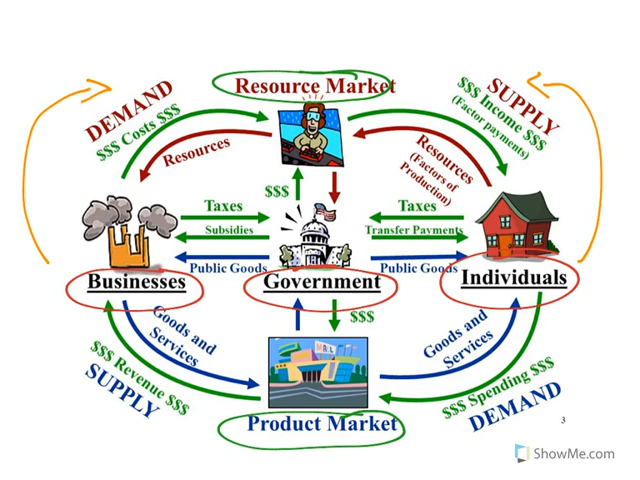 Resource Market
DEMAND
$$$ Costs $$$
Resources
SUPPLY
$$$ Income $$$
(Factor payments)
Resources
(Factors of
Production)
$$$
Taxes
Subsidies
Public Goods
Taxes
Transfer Payments
Public Goods
Businesses
Government
Individuals
Goods and
Services
$$$ Revenue $$$
SUPPLY
$$$
MALL
Goods and
Services
$$$ Spending $$$
DEMAND
Product Market
3
ShowMe.com